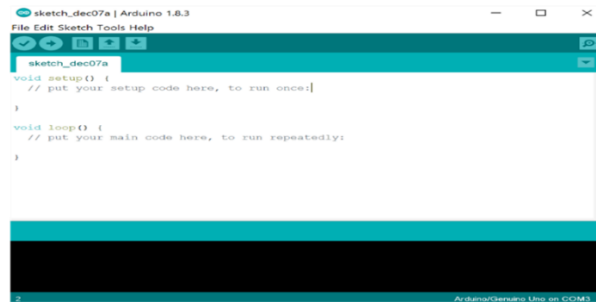 sketch_dec07a | Arduino 1.8.3
File Edit Sketch Tools Help
sketch_dec07a
void setup() {
// put your setup code here, to run once:
}
void loop() {
// put your main code here, to run repeatedly:
}
2 Arduino/Genuino Uno on COM3